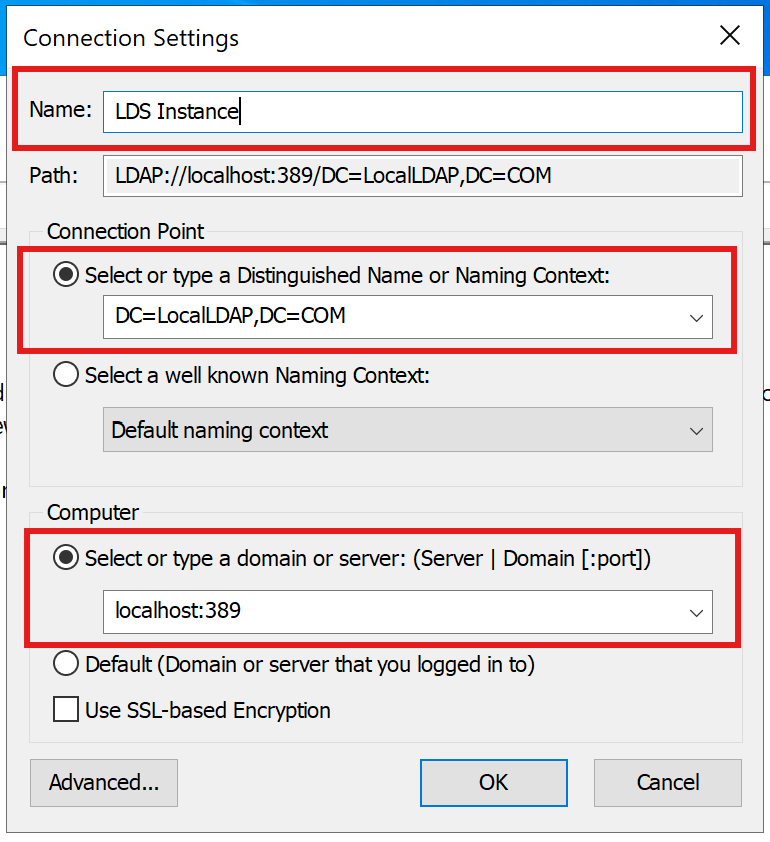 Connection Settings
Name: LDS Instance
Path: LDAP://localhost:389/DC=LocalLDAP,DC=COM
Connection Point
Select or type a Distinguished Name or Naming Context:
DC=LocalLDAP,DC=COM
Select a well known Naming Context:
Default naming context
Computer
Select or type a domain or server: (Server | Domain [:port])
localhost:389
Default (Domain or server that you logged in to)
Use SSL-based Encryption
Advanced... OK Cancel